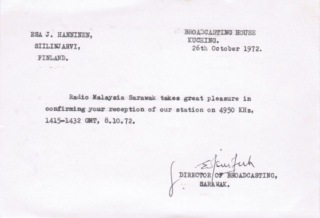 ESA J. HANNINEN,
SIILINJARVI,
FINLAND.
BROADCASTING HOUSE
KUCHING.
26th October 1972.
Radio Malaysia Sarawak takes great pleasure in
confirming your reception of our station on 4950 KHz,
1415-1432 GMT, 8.10.72.
DIRECTOR OF BROADCASTING,
SARAWAK.